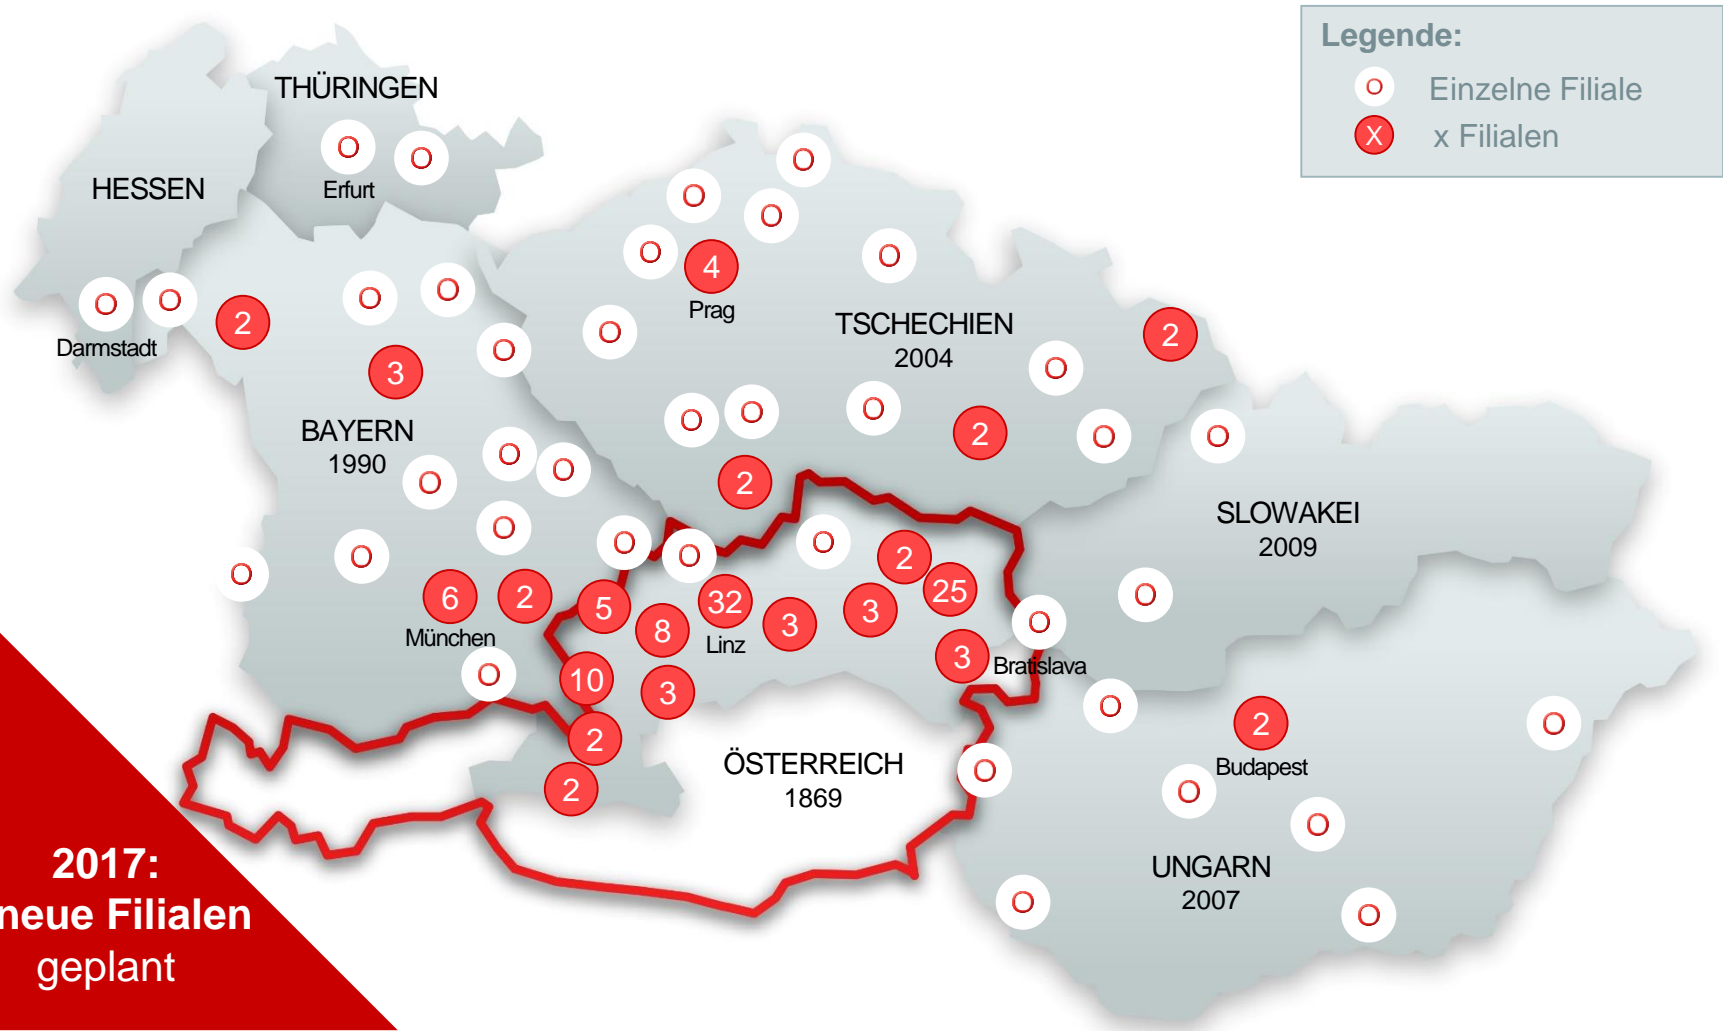 Legende:
O Einzelne Filiale
X x Filialen
THÜRINGEN
O
O
Erfurt
HESSEN
O
O
O
O
4
Prag
O
O
O
Darmstadt
O
2
O
O
O
3
BAYERN
1990
O
TSCHECHIEN
2004
2
O
O
O
O
2
O
O
2
O
O
O
O
O
O
6
München
2
O
SLOWAKEI
2009
O
O
O
O
2
25
5
8
32
Linz
3
3
3
O
Bratislava
10
3
2
2
ÖSTERREICH
1869
O
O
2
Budapest
O
O
O
UNGARN
2007
O
O
2017:
neue Filialen
geplant